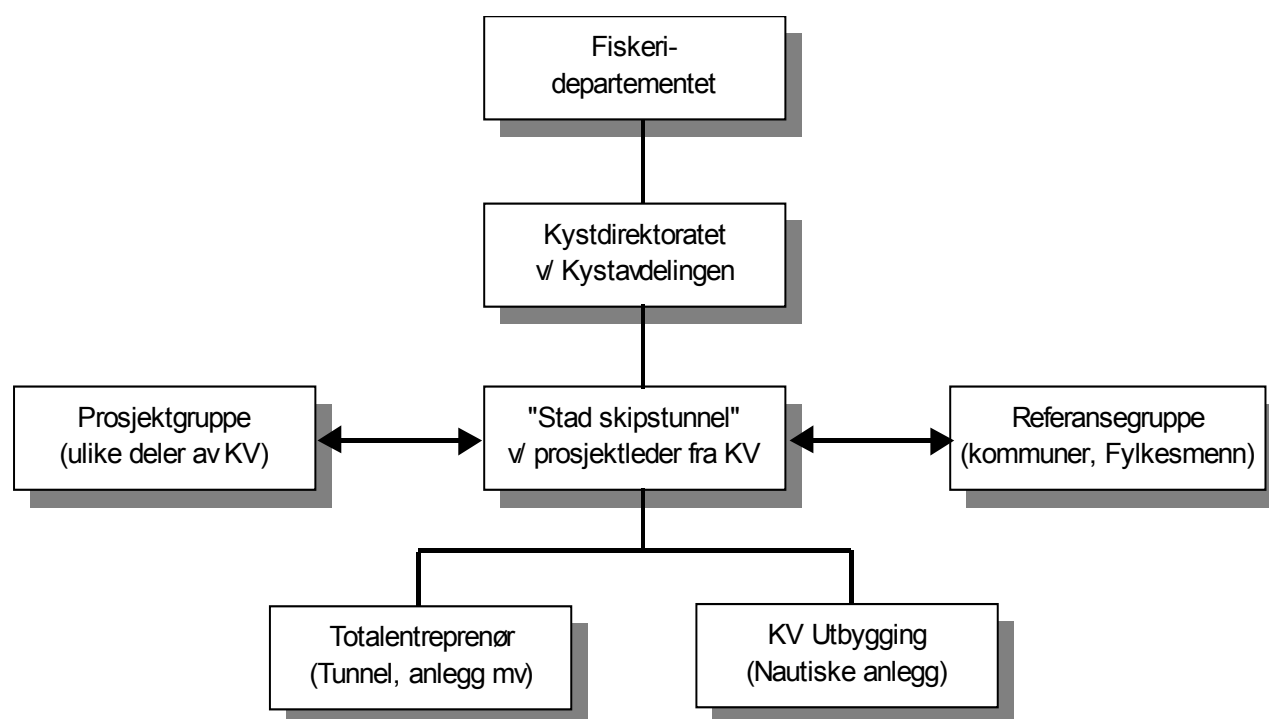 Fiskeri-
departementet
Kystdirektoratet
v/ Kystavdelingen
Prosjektgruppe
(ulike deler av KV)
"Stad skipstunnel"
v/ prosjektleder fra KV
Referansegruppe
(kommuner, Fylkesmenn)
Totalentreprenør
(Tunnel, anlegg mv)
KV Utbygging
(Nautiske anlegg)